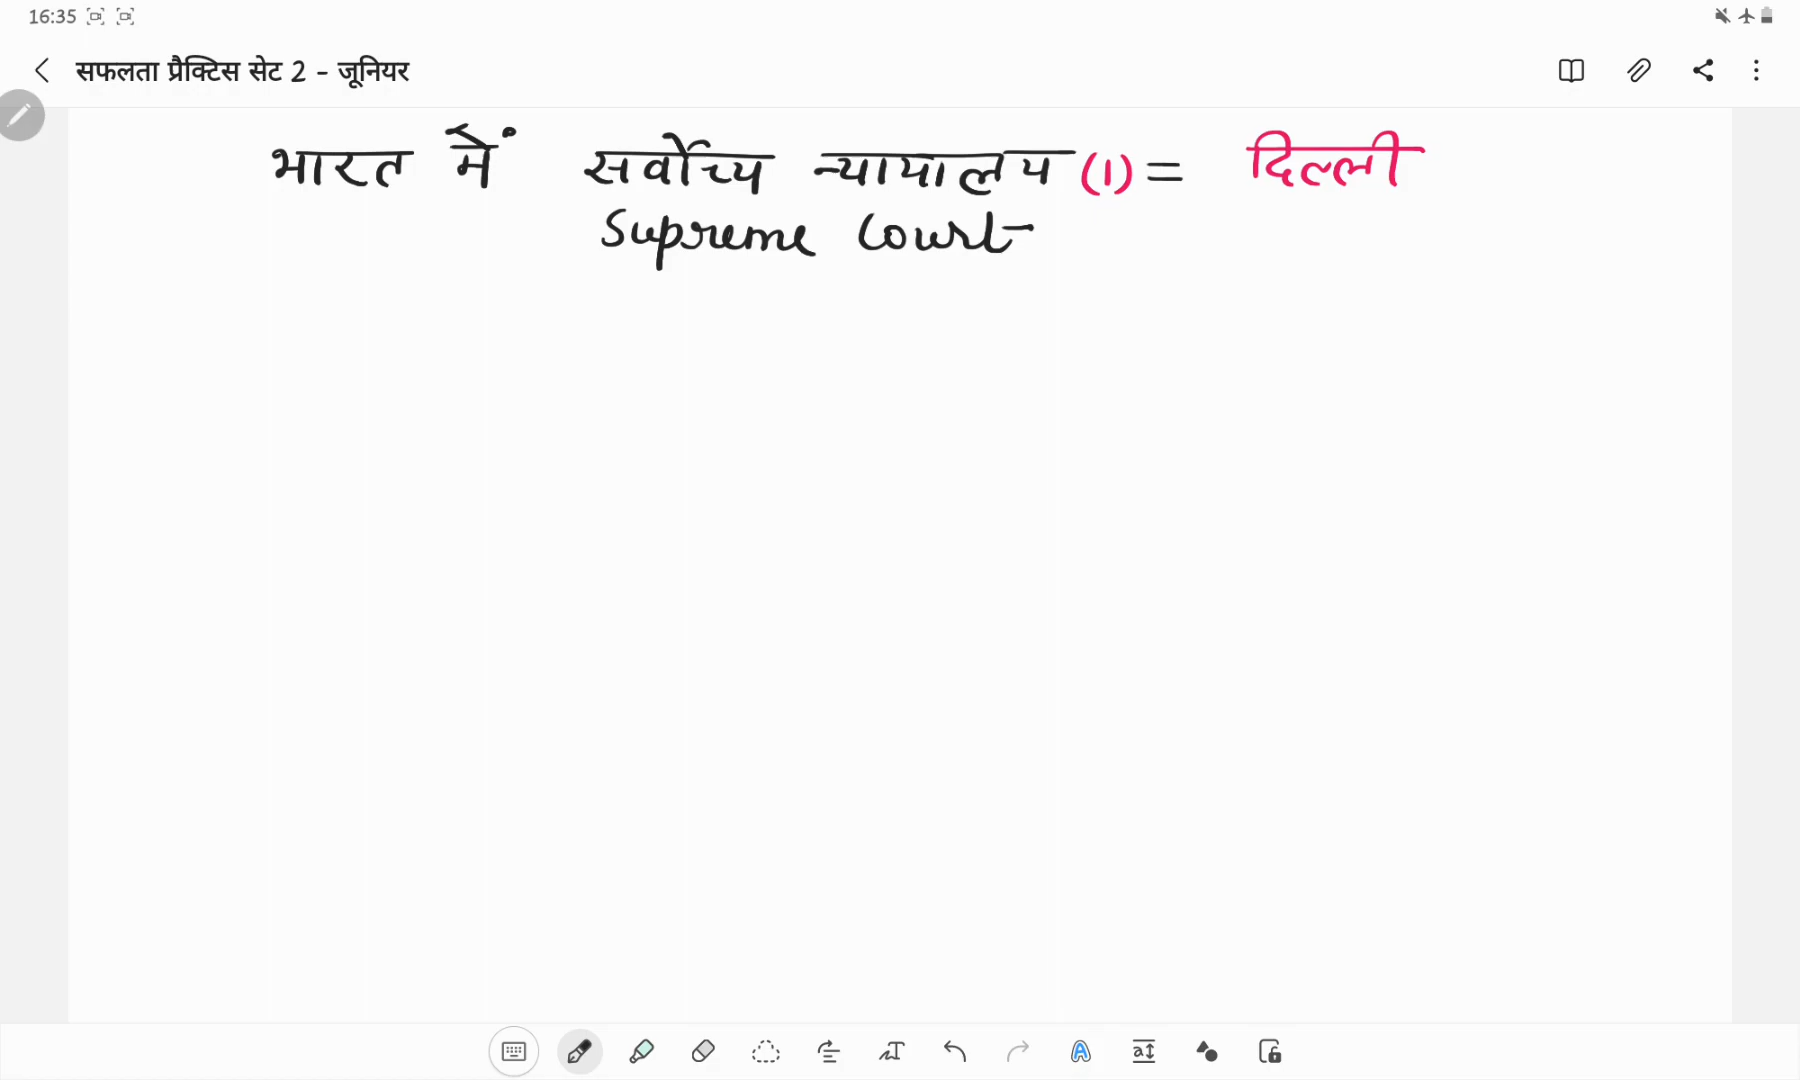 16:35
सफलता प्रैक्टिस सेट 2 - जूनियर
भारत में सर्वोच्य न्यायालय (1) = दिल्ली
Supreme Court